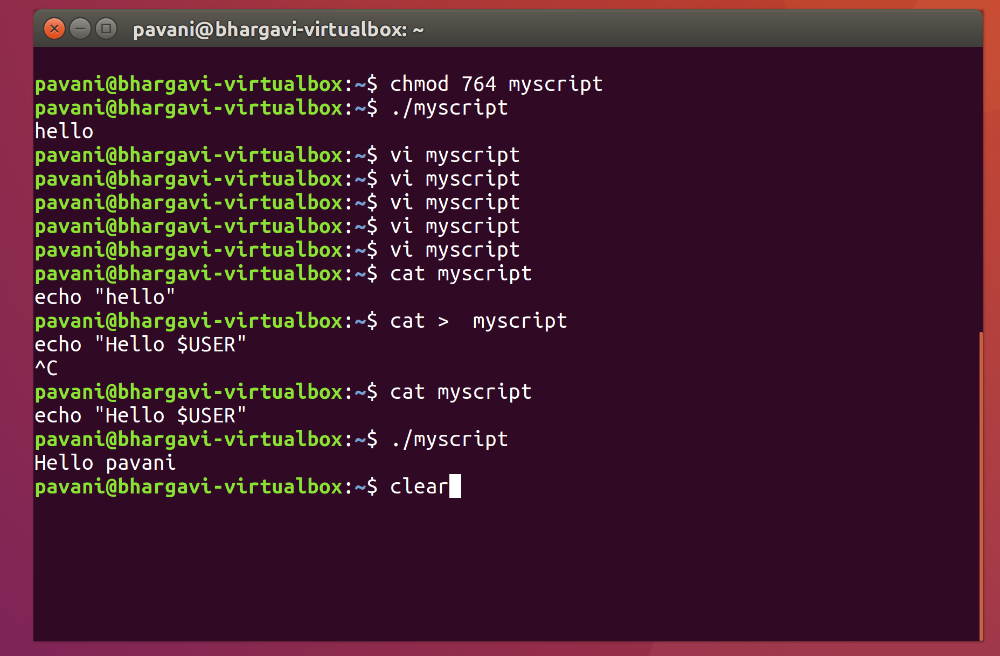 pavani@bhargavi-virtualbox: ~
pavani@bhargavi-virtualbox:~$ chmod 764 myscript
pavani@bhargavi-virtualbox:~$ ./myscript
hello
pavani@bhargavi-virtualbox:~$ vi myscript
pavani@bhargavi-virtualbox:~$ vi myscript
pavani@bhargavi-virtualbox:~$ vi myscript
pavani@bhargavi-virtualbox:~$ vi myscript
pavani@bhargavi-virtualbox:~$ vi myscript
pavani@bhargavi-virtualbox:~$ cat myscript
echo "hello"
pavani@bhargavi-virtualbox:~$ cat >  myscript
echo "Hello $USER"
^C
pavani@bhargavi-virtualbox:~$ cat myscript
echo "Hello $USER"
pavani@bhargavi-virtualbox:~$ ./myscript
Hello pavani
pavani@bhargavi-virtualbox:~$ clear